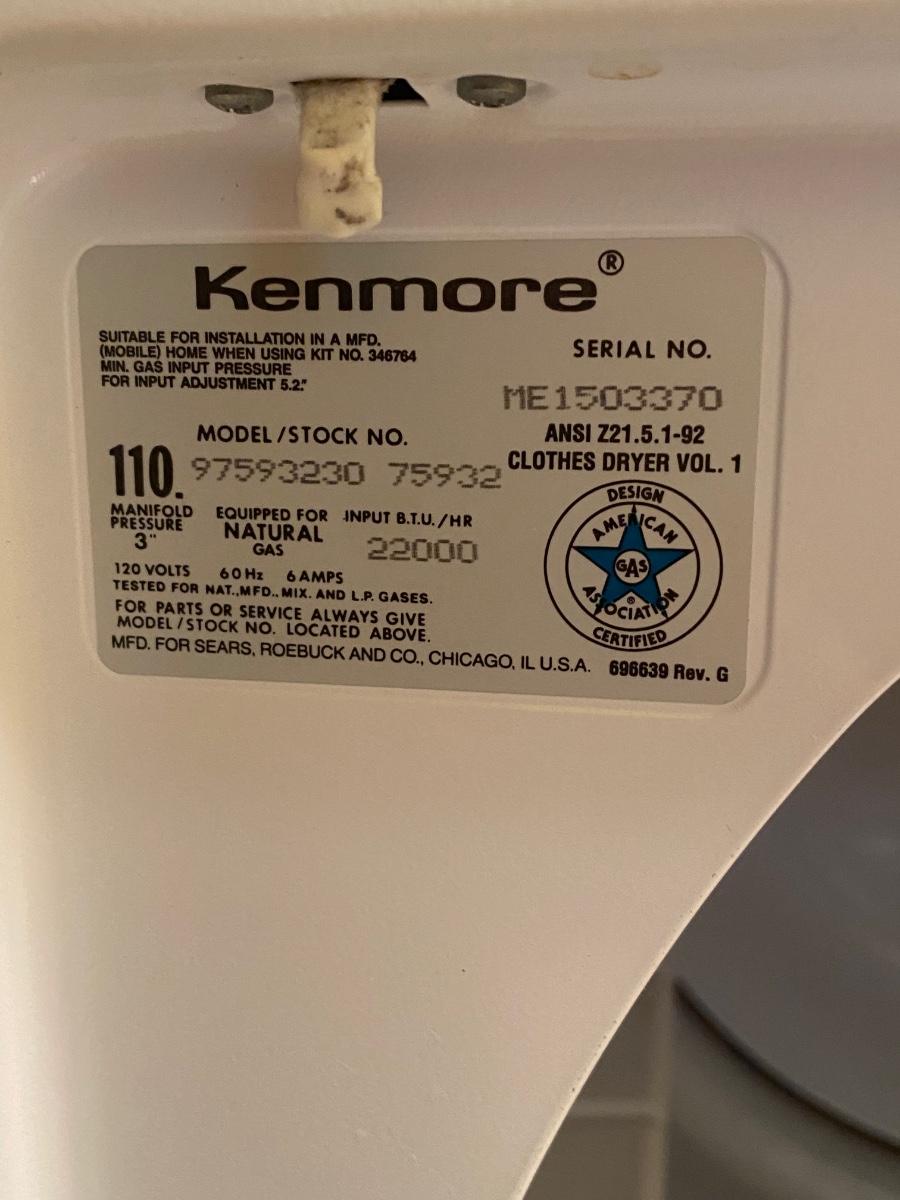 Kenmore®
SUITABLE FOR INSTALLATION IN A MFD.
(MOBILE) HOME WHEN USING KIT NO. 346764
MIN. GAS INPUT PRESSURE
FOR INPUT ADJUSTMENT 5.2."
SERIAL NO.
ME1503370
ANSI Z21.5.1-92
CLOTHES DRYER VOL. 1
MODEL/STOCK NO.
110. 97593230 75932
MANIFOLD
PRESSURE
3"
EQUIPPED FOR
NATURAL
GAS
INPUT B.T.U./HR
22000
120 VOLTS 60Hz 6 AMPS
TESTED FOR NAT.,MFD., MIX. AND L.P. GASES.
FOR PARTS OR SERVICE ALWAYS GIVE
MODEL/STOCK NO. LOCATED ABOVE.
MFD. FOR SEARS, ROEBUCK AND CO., CHICAGO, IL U.S.A.
DESIGN
AMERICAN
GAS
ASSOCIATION
®
CERTIFIED
696639 Rev. G